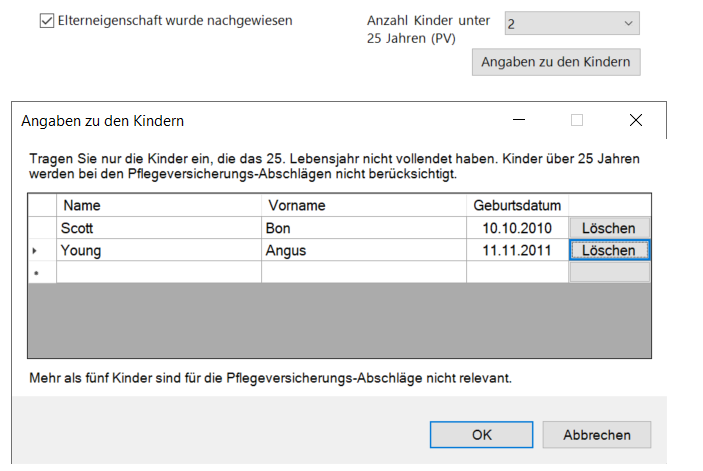 Elterneigenschaft wurde nachgewiesen
Anzahl Kinder unter
25 Jahren (PV)
2
Angaben zu den Kindern
Angaben zu den Kindern
Tragen Sie nur die Kinder ein, die das 25. Lebensjahr nicht vollendet haben. Kinder über 25 Jahren
werden bei den Pflegeversicherungs-Abschlägen nicht berücksichtigt.
Name Vorname Geburtsdatum
Scott Bon 10.10.2010 Löschen
Young Angus 11.11.2011 Löschen
Mehr als fünf Kinder sind für die Pflegeversicherungs-Abschläge nicht relevant.
OK Abbrechen